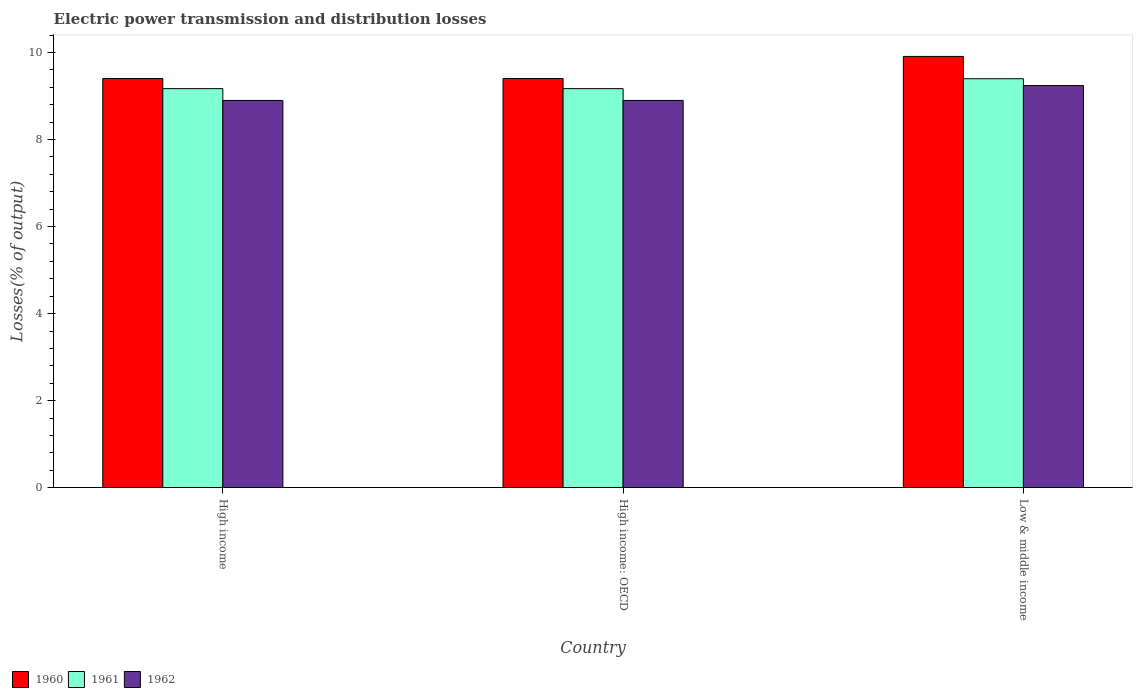 Electric power transmission and distribution losses
Losses(% of output)
10
8
6
4
2
0
High income
High income: OECD
Low & middle income
Country
1960
1961
1962